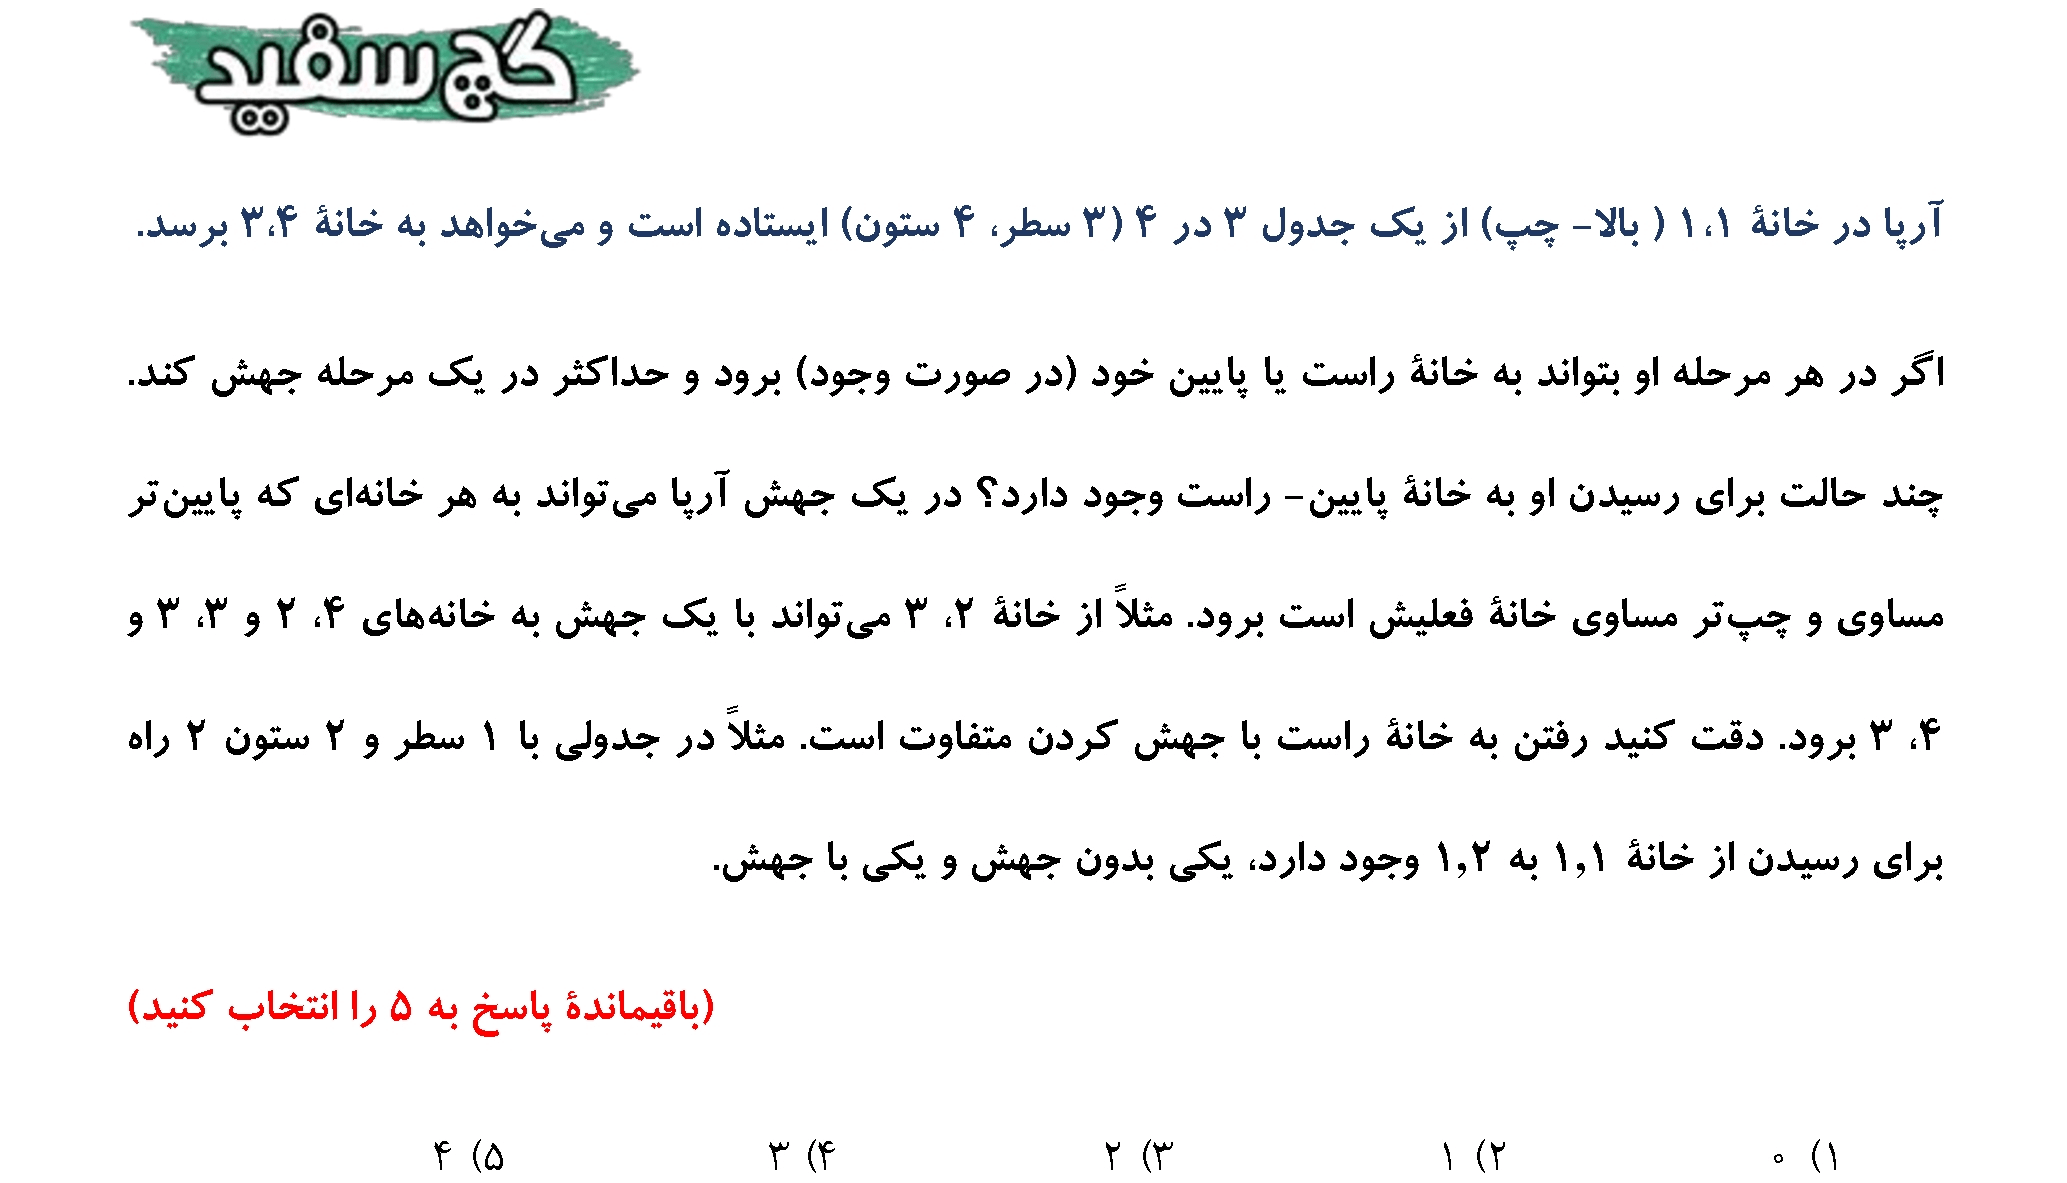 گچ سفید
آرپا در خانهٔ ۱،۱ ( بالا- چپ) از یک جدول ۳ در ۴ (۳ سطر، ۴ ستون) ایستاده است و می‌خواهد به خانهٔ ۳،۴ برسد.
اگر در هر مرحله او بتواند به خانهٔ راست یا پایین خود (در صورت وجود) برود و حداکثر در یک مرحله جهش کند.
چند حالت برای رسیدن او به خانهٔ پایین- راست وجود دارد؟ در یک جهش آرپا می‌تواند به هر خانه‌ای که پایین‌تر
مساوی و چپ‌تر مساوی خانهٔ فعلیش است برود. مثلاً از خانهٔ ۲، ۳ می‌تواند با یک جهش به خانه‌های ۴، ۲ و ۳، ۳ و
۴، ۳ برود. دقت کنید رفتن به خانهٔ راست با جهش کردن متفاوت است. مثلاً در جدولی با ۱ سطر و ۲ ستون ۲ راه
برای رسیدن از خانهٔ ۱,۱ به ۱,۲ وجود دارد، یکی بدون جهش و یکی با جهش.
(باقیماندهٔ پاسخ به ۵ را انتخاب کنید)
۱) ۰ ۲) ۱ ۳) ۲ ۴) ۳ ۵) ۴